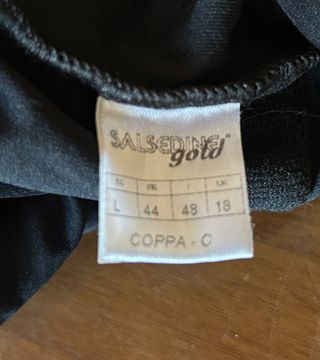 SALSEDINE®
gold
EU FR I UK
L 44 48 18
COPPA - C